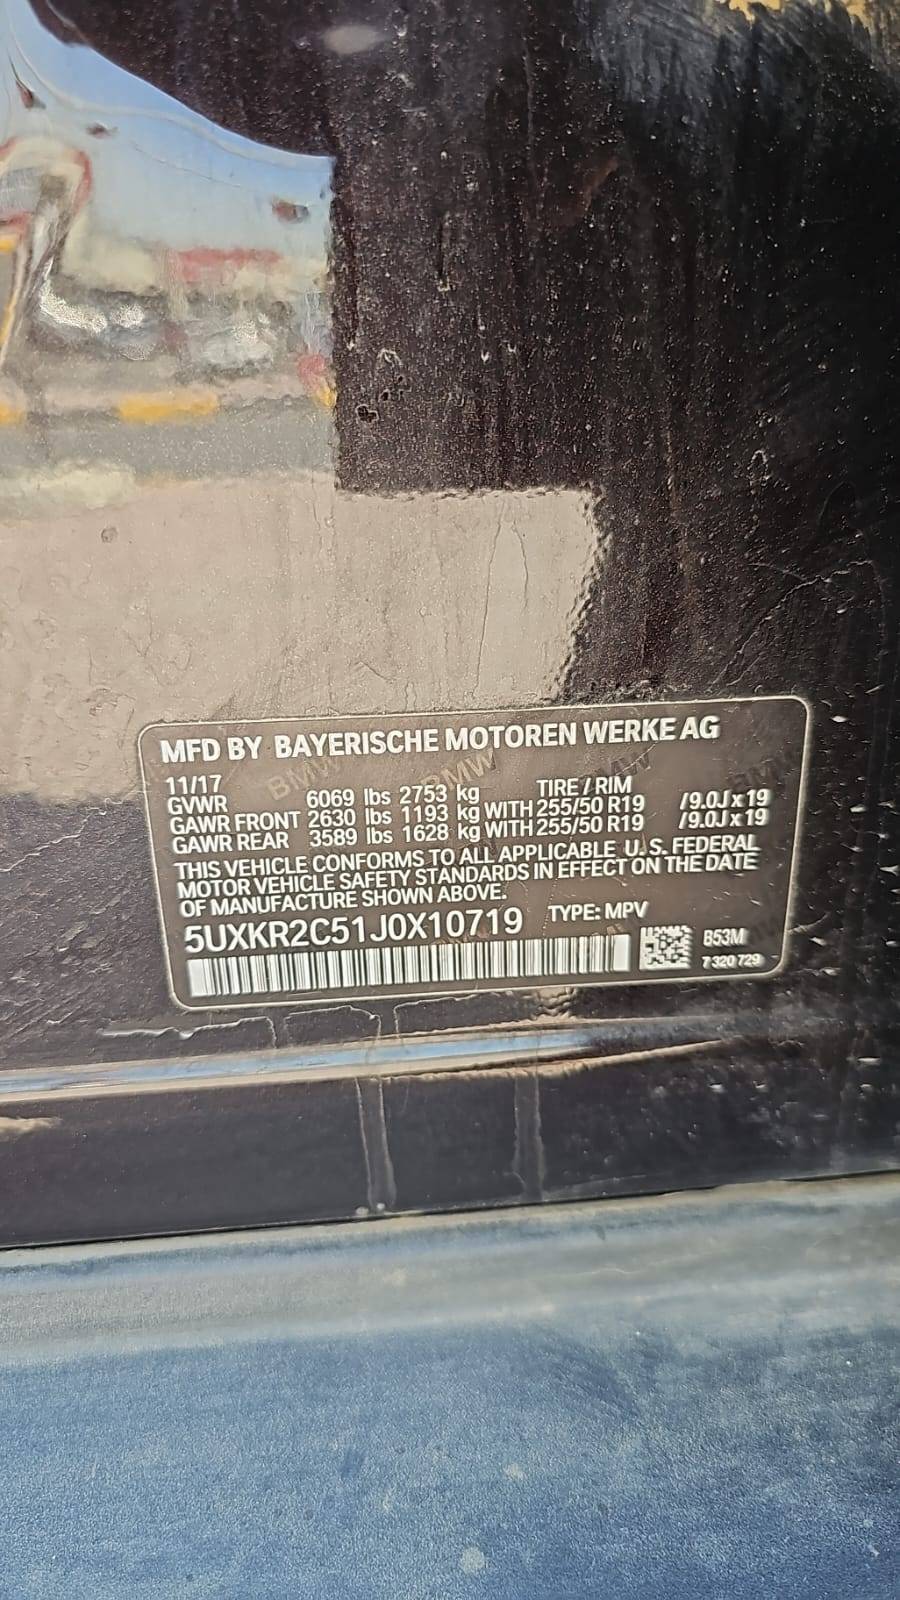 MFD BY BAYERISCHE MOTOREN WERKE AG
11/17 TIRE / RIM
GVWR 6069 lbs 2753 kg
GAWR FRONT 2630 lbs 1193 kg WITH 255/50 R19 /9.0J x 19
GAWR REAR 3589 lbs 1628 kg WITH 255/50 R19 /9.0J x 19
THIS VEHICLE CONFORMS TO ALL APPLICABLE U.S. FEDERAL
MOTOR VEHICLE SAFETY STANDARDS IN EFFECT ON THE DATE
OF MANUFACTURE SHOWN ABOVE.
5UXKR2C51J0X10719 TYPE: MPV
B53M
7 320 729